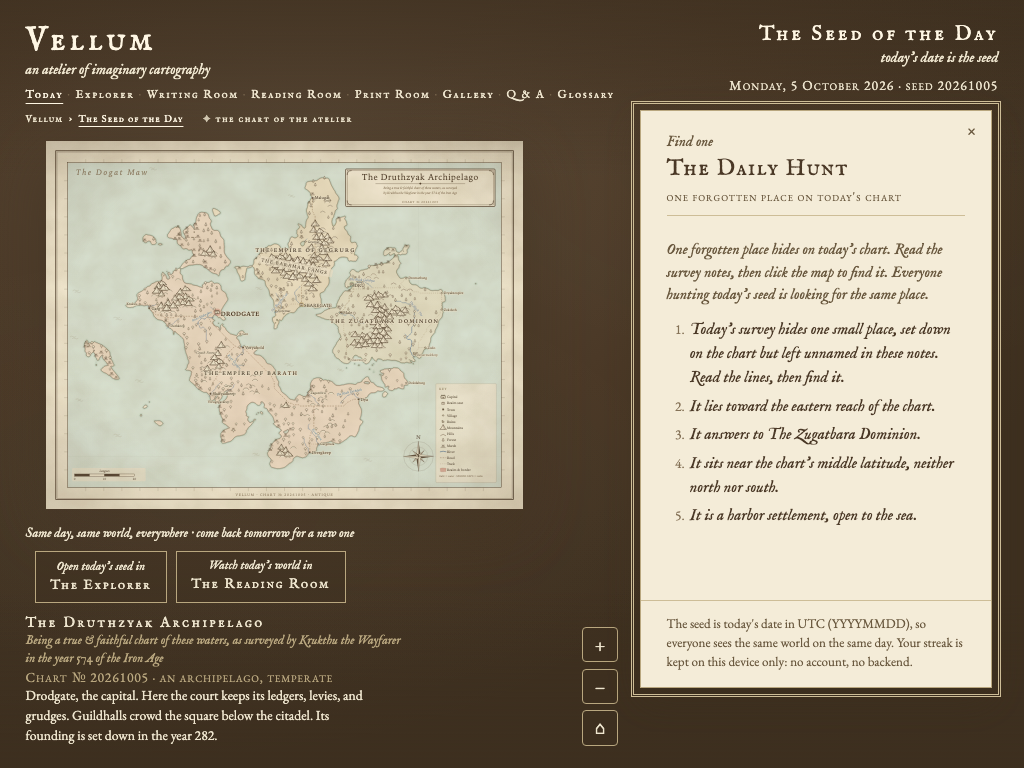 Vellum
an atelier of imaginary cartography
Today · Explorer · Writing Room · Reading Room · Print Room · Gallery · Q & A · Glossary
Vellum › The Seed of the Day ✦ the chart of the atelier
The Seed of the Day
today's date is the seed
Monday, 5 October 2026 · seed 20261005
The Dogat Maw
The Druthzyak Archipelago
THE EMPIRE OF
DRODGATE
THE ZUGATBARA DOMINION
THE EMPIRE OF BARATH
N
Same day, same world, everywhere · come back tomorrow for a new one
Open today's seed in
The Explorer
Watch today's world in
The Reading Room
The Druthzyak Archipelago
Being a true & faithful chart of these waters, as surveyed by Krukthu the Wayfarer
in the year 574 of the Iron Age
Chart № 20261005 · an archipelago, temperate
Drodgate, the capital. Here the court keeps its ledgers, levies, and
grudges. Guildhalls crowd the square below the citadel. Its
founding is set down in the year 282.
+
−
×
Find one
The Daily Hunt
one forgotten place on today's chart
One forgotten place hides on today's chart. Read the
survey notes, then click the map to find it. Everyone
hunting today's seed is looking for the same place.
1. Today's survey hides one small place, set down
on the chart but left unnamed in these notes.
Read the lines, then find it.
2. It lies toward the eastern reach of the chart.
3. It answers to The Zugatbara Dominion.
4. It sits near the chart's middle latitude, neither
north nor south.
5. It is a harbor settlement, open to the sea.
The seed is today's date in UTC (YYYYMMDD), so
everyone sees the same world on the same day. Your streak is
kept on this device only: no account, no backend.